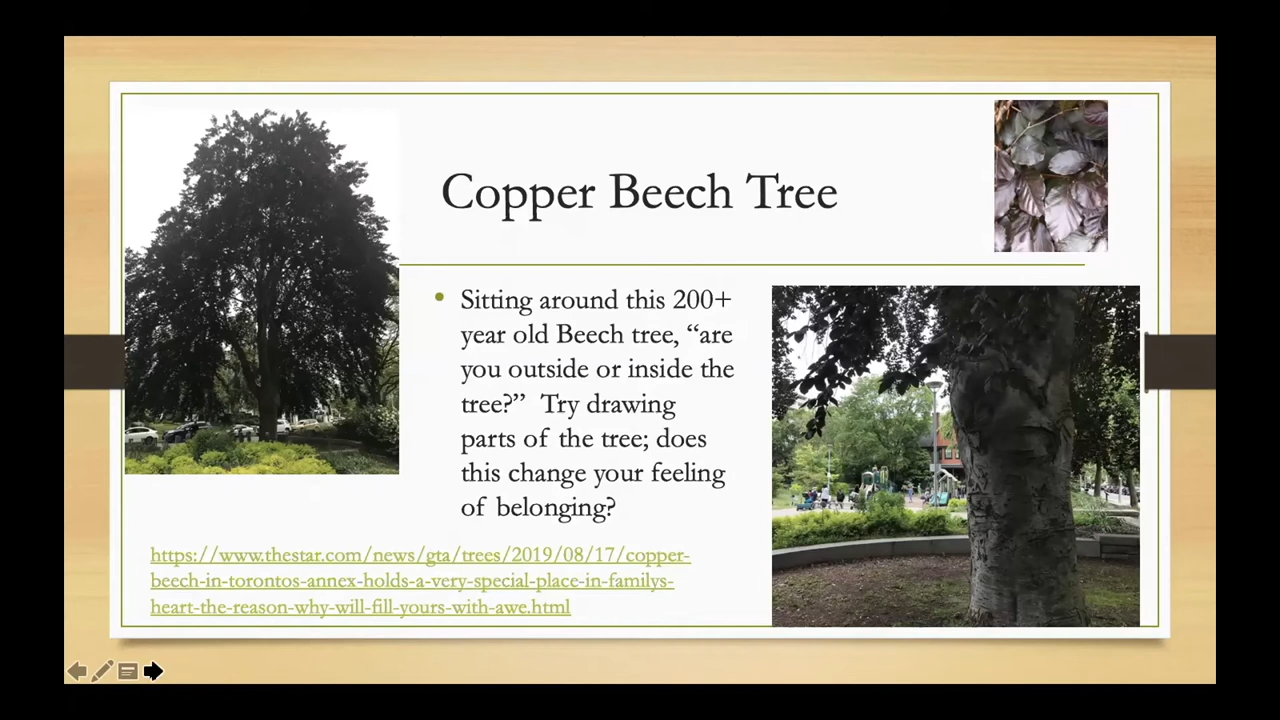 Copper Beech Tree
• Sitting around this 200+
year old Beech tree, “are
you outside or inside the
tree?” Try drawing
parts of the tree; does
this change your feeling
of belonging?
https://www.thestar.com/news/gta/trees/2019/08/17/copper-
beech-in-torontos-annex-holds-a-very-special-place-in-familys-
heart-the-reason-why-will-fill-yours-with-awe.html